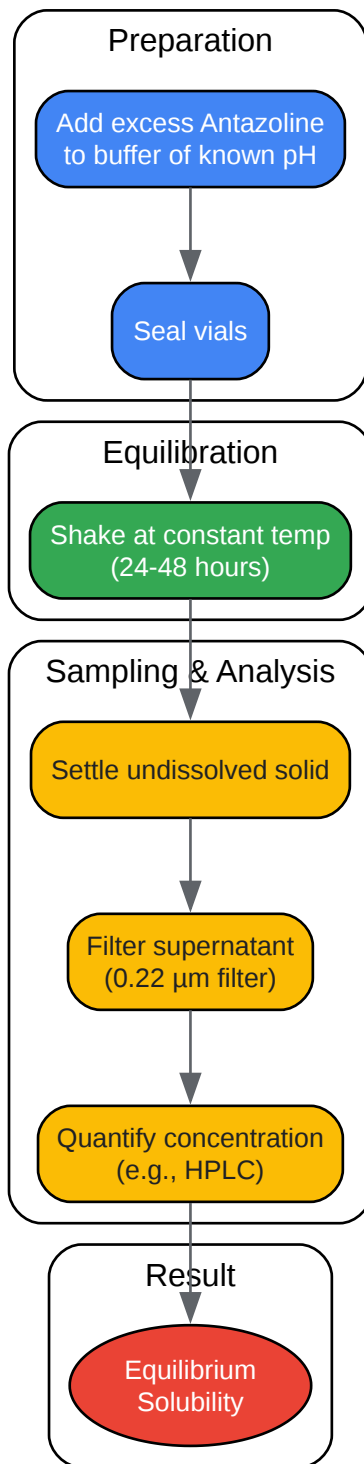 Preparation
Add excess Antazoline
to buffer of known pH
Seal vials
Equilibration
Shake at constant temp
(24-48 hours)
Sampling & Analysis
Settle undissolved solid
Filter supernatant
(0.22 µm filter)
Quantify concentration
(e.g., HPLC)
Result
Equilibrium
Solubility